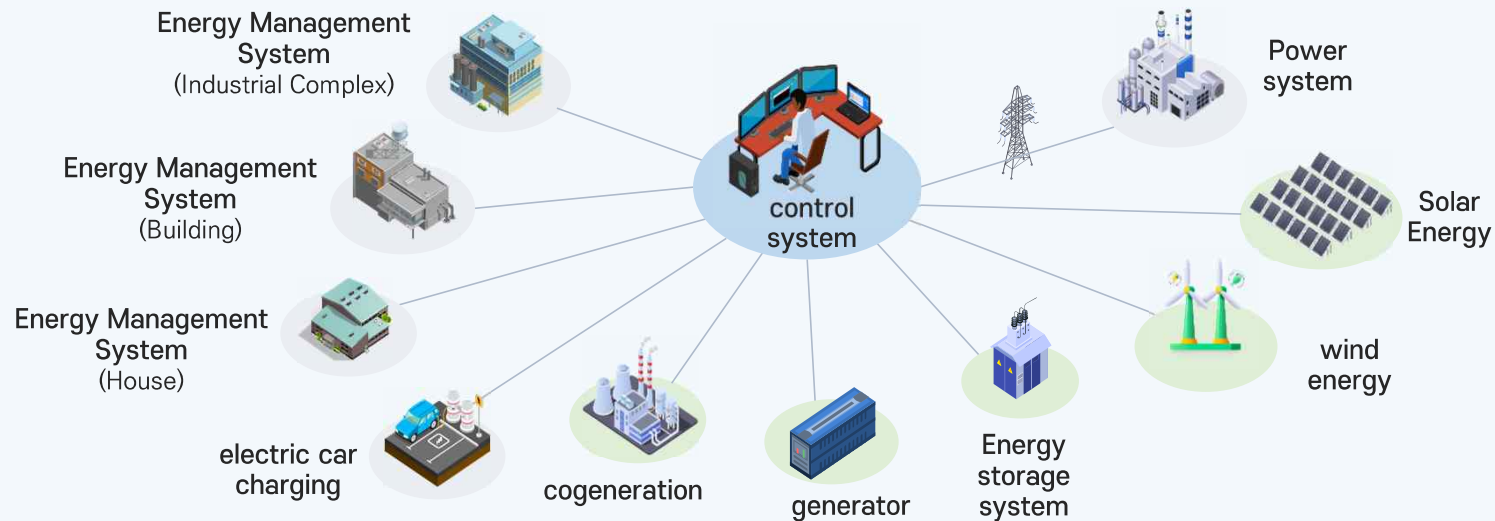 Energy Management
System
(Industrial Complex)
Energy Management
System
(Building)
Energy Management
System
(House)
electric car
charging
cogeneration
generator
Energy
storage
system
wind
energy
Solar
Energy
Power
system
control
system